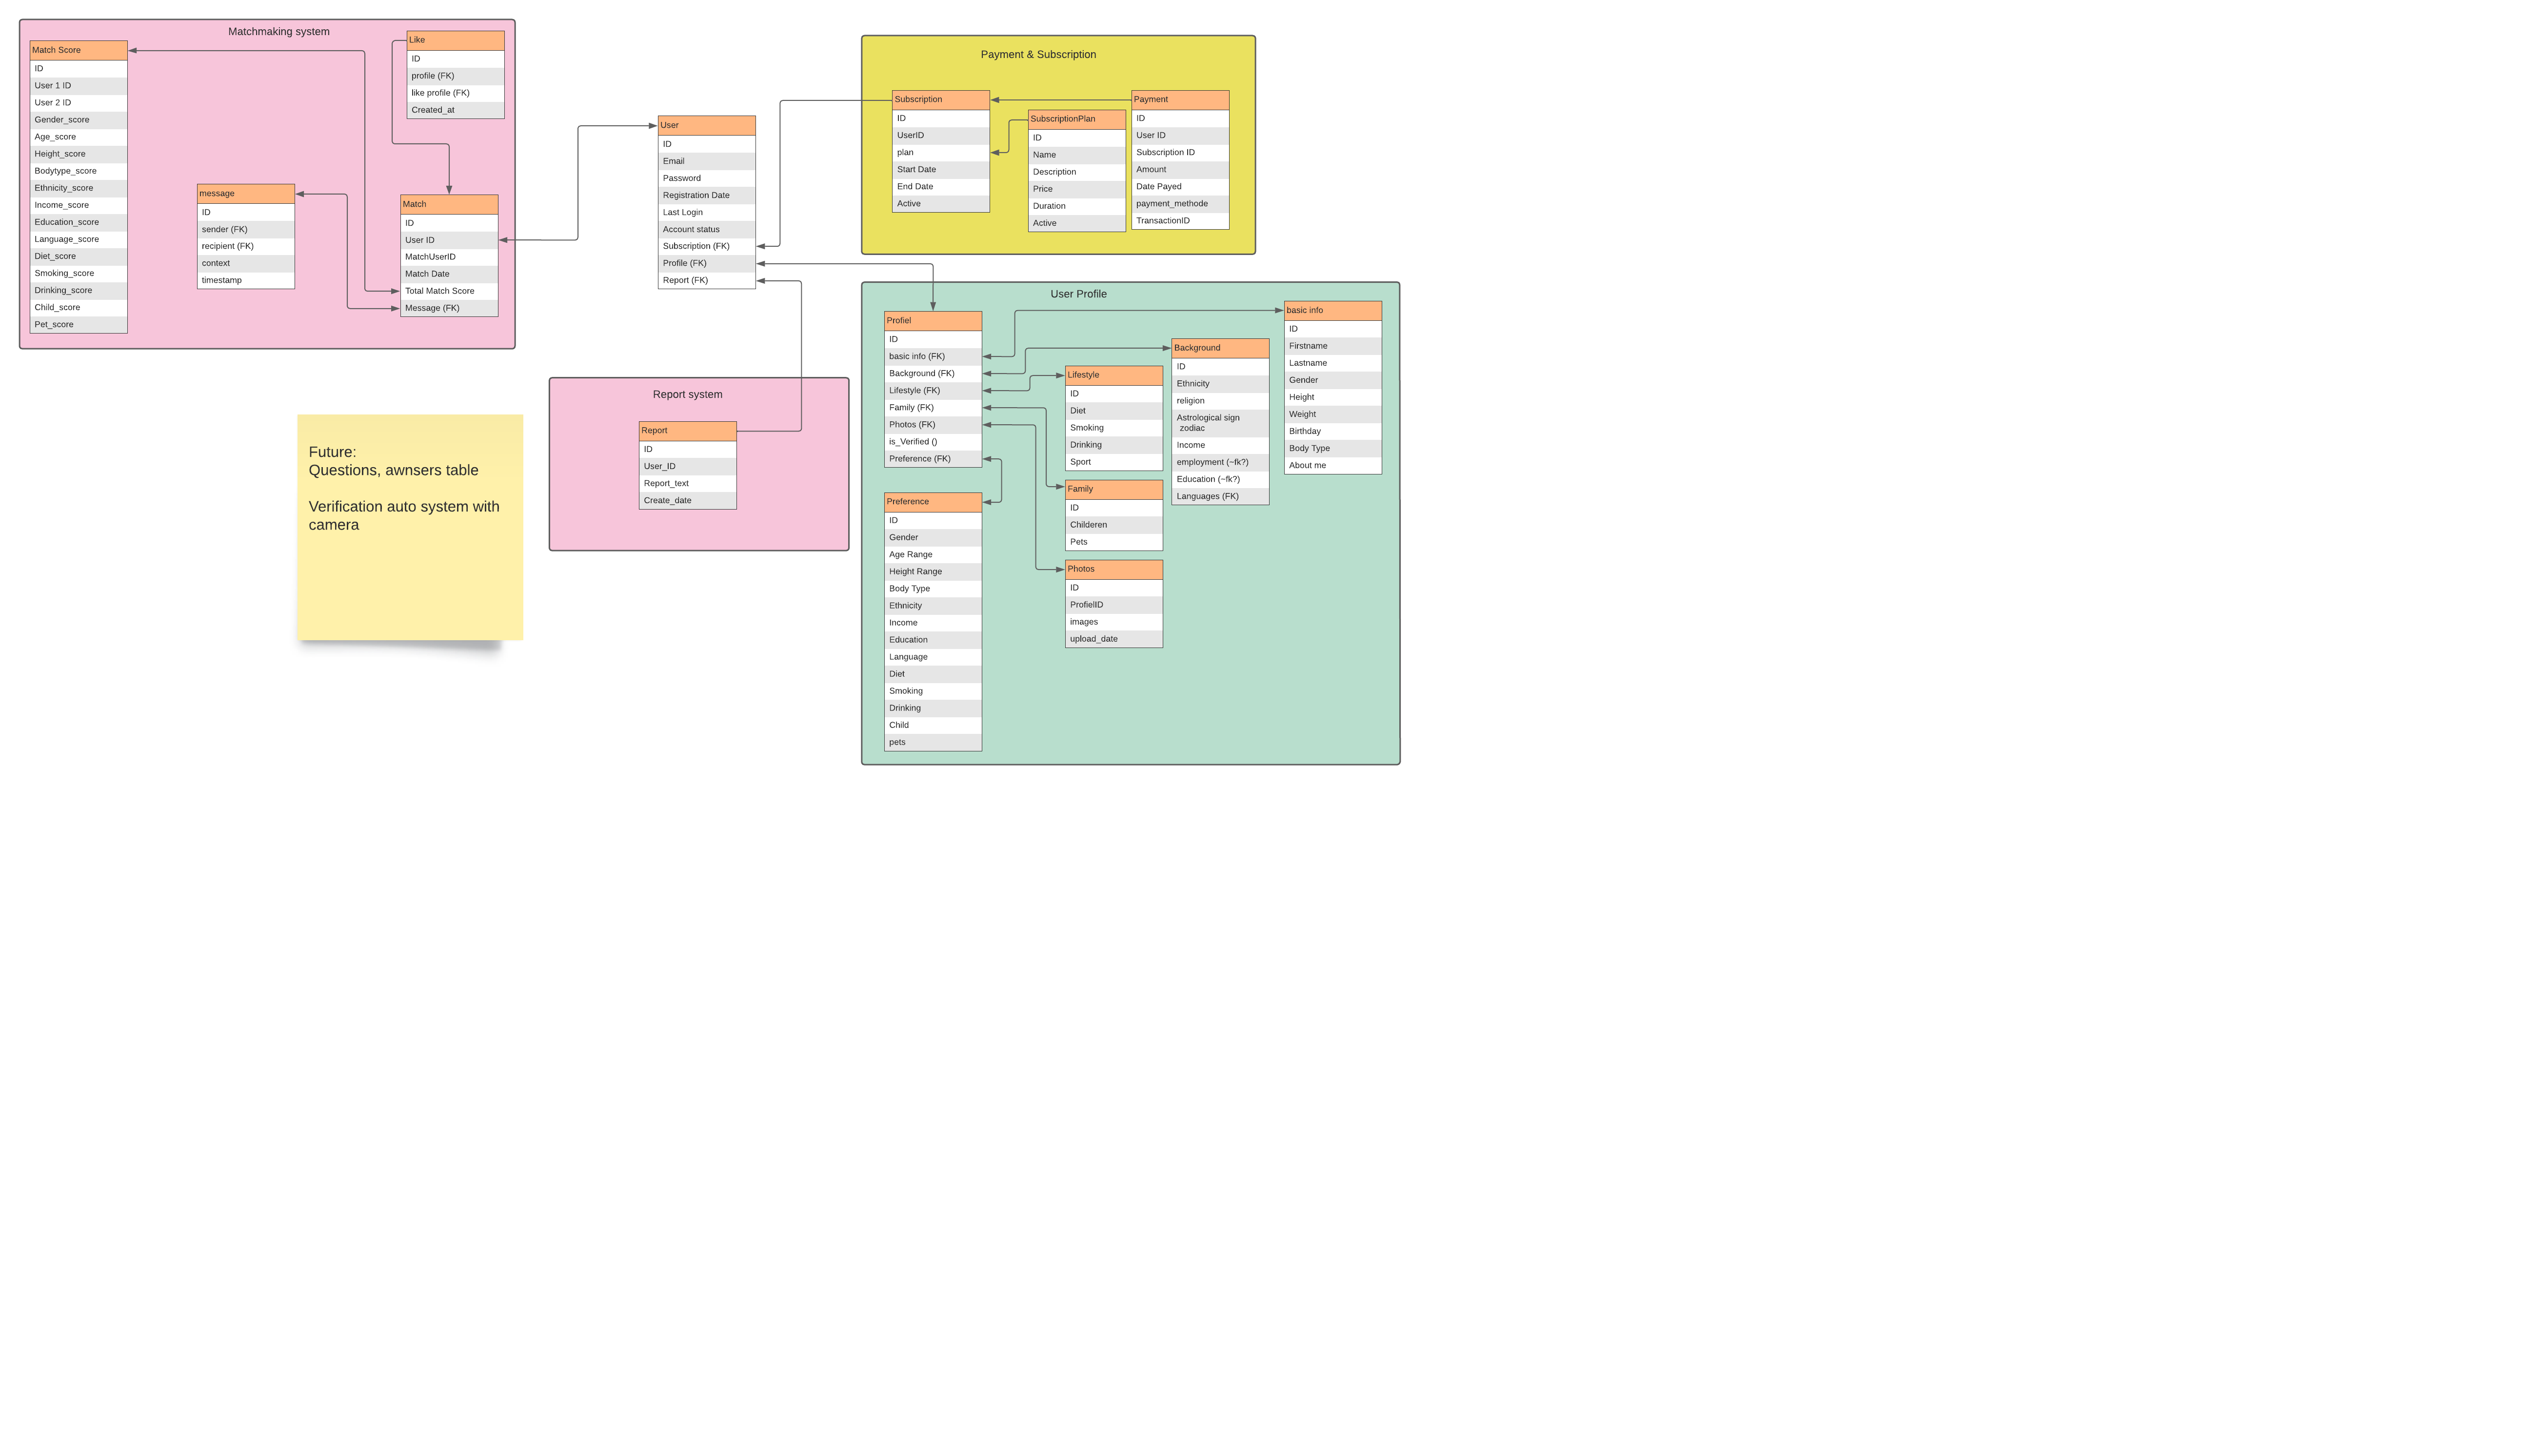 Matchmaking system
Match Score
ID
User 1 ID
User 2 ID
Gender_score
Age_score
Height_score
Bodytype_score
Ethnicity_score
Income_score
Education_score
Language_score
Diet_score
Smoking_score
Drinking_score
Child_score
Pet_score
Like
ID
profile (FK)
like profile (FK)
Created_at
message
ID
sender (FK)
recipient (FK)
context
timestamp
Match
ID
User ID
MatchUserID
Match Date
Total Match Score
Message (FK)
User
ID
Email
Password
Registration Date
Last Login
Account status
Subscription (FK)
Profile (FK)
Report (FK)
Payment & Subscription
Subscription
ID
UserID
plan
Start Date
End Date
Active
SubscriptionPlan
ID
Name
Description
Price
Duration
Active
Payment
ID
User ID
Subscription ID
Amount
Date Payed
payment_methode
TransactionID
Report system
Report
ID
User_ID
Report_text
Create_date
User Profile
Profiel
ID
basic info (FK)
Background (FK)
Lifestyle (FK)
Family (FK)
Photos (FK)
is_Verified ()
Preference (FK)
Preference
ID
Gender
Age Range
Height Range
Body Type
Ethnicity
Income
Education
Language
Diet
Smoking
Drinking
Child
pets
Lifestyle
ID
Diet
Smoking
Drinking
Sport
Family
ID
Childeren
Pets
Photos
ID
ProfielID
images
upload_date
Background
ID
Ethnicity
religion
Astrological sign
zodiac
Income
employment (~fk?)
Education (~fk?)
Languages (FK)
basic info
ID
Firstname
Lastname
Gender
Height
Weight
Birthday
Body Type
About me
Future:
Questions, awnsers table
Verification auto system with
camera